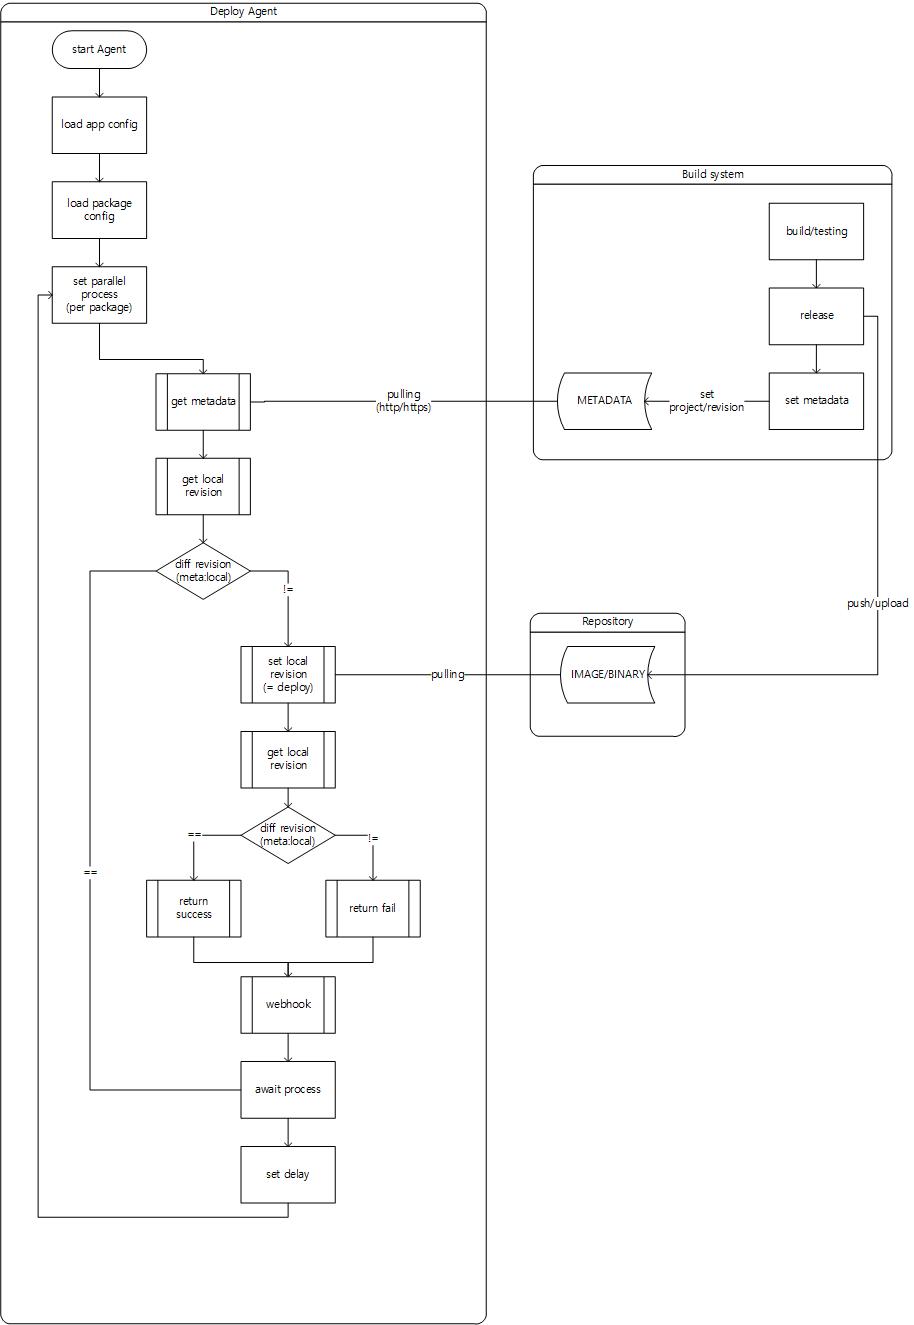 Deploy Agent
start Agent
load app config
load package
config
set parallel
process
(per package)
get metadata
get local
revision
diff revision
(meta:local)
!=
==
set local
revision
(= deploy)
get local
revision
diff revision
(meta:local)
==
!=
return
success
return fail
webhook
await process
set delay
pulling
(http/https)
pulling
Build system
build/testing
release
set metadata
set
project/revision
METADATA
push/upload
Repository
IMAGE/BINARY